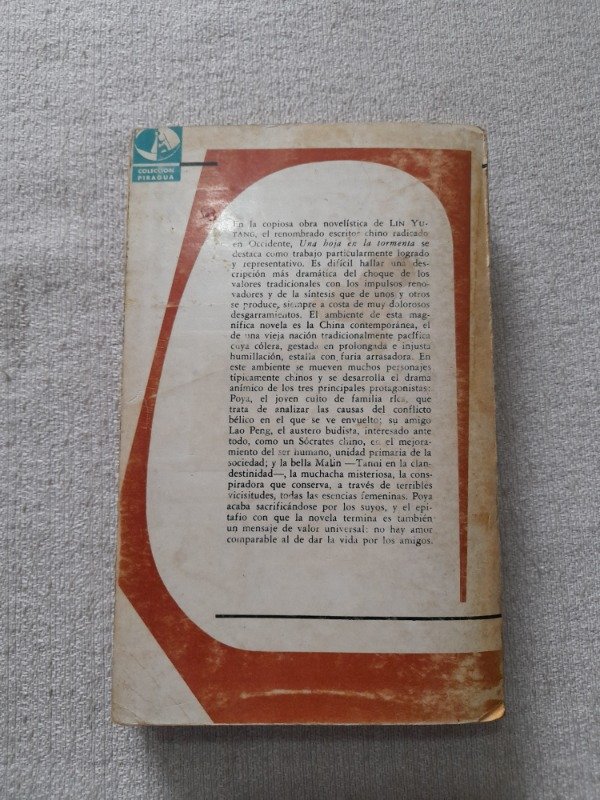 COLECCION
PIRAGUA
En la copiosa obra novelística de LIN YU-
TANG, el renombrado escritor chino radicado
en Occidente, Una hoja en la tormenta se
destaca como trabajo particularmente logrado
y representativo. Es difícil hallar una des-
cripción más dramática del choque de los
valores tradicionales con los impulsos reno-
vadores y de la síntesis que de unos y otros
se produce, siempre a costa de muy dolorosos
desgarramientos. El ambiente de esta mag-
nífica novela es la China contemporánea, el
de una vieja nación tradicionalmente pacífica
cuya cólera, gestada en prolongada e injusta
humillación, estalla con furia arrasadora. En
este ambiente se mueven muchos personajes
típicamente chinos y se desarrolla el drama
anímico de los tres principales protagonistas:
Poya, el joven culto de familia rica, que
trata de analizar las causas del conflicto
bélico en el que se ve envuelto; su amigo
Lao Peng, el austero budista, interesado ante
todo, como un Sócrates chino, en el mejora-
miento del ser humano, unidad primaria de la
sociedad; y la bella Malin —Tanni en la clan-
destinidad—, la muchacha misteriosa, la cons-
piradora que conserva, a través de terribles
vicisitudes, todas las esencias femeninas. Poya
acaba sacrificándose por los suyos, y el epi-
tafio con que la novela termina es también
un mensaje de valor universal: no hay amor
comparable al de dar la vida por los amigos.